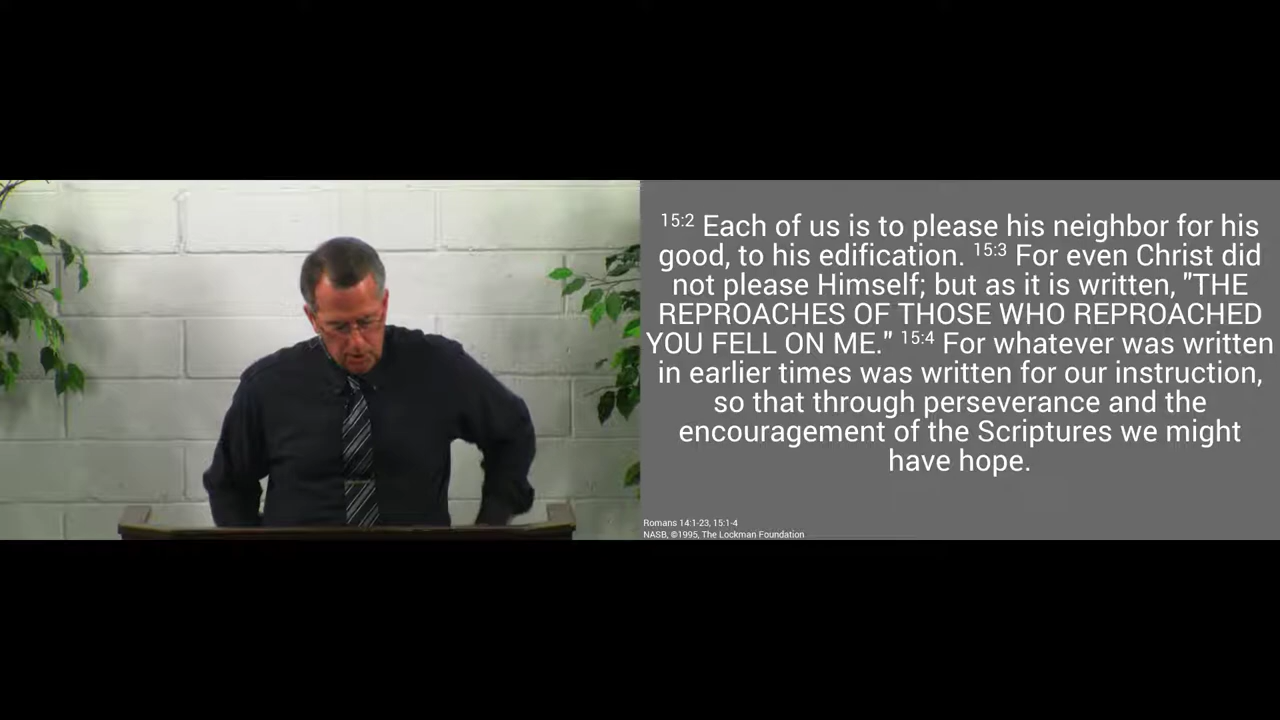 15:2 Each of us is to please his neighbor for his
good, to his edification. 15:3 For even Christ did
not please Himself; but as it is written, "THE
REPROACHES OF THOSE WHO REPROACHED
YOU FELL ON ME." 15:4 For whatever was written
in earlier times was written for our instruction,
so that through perseverance and the
encouragement of the Scriptures we might
have hope.
Romans 14:1-23, 15:1-4
NASB, ©1995, The Lockman Foundation